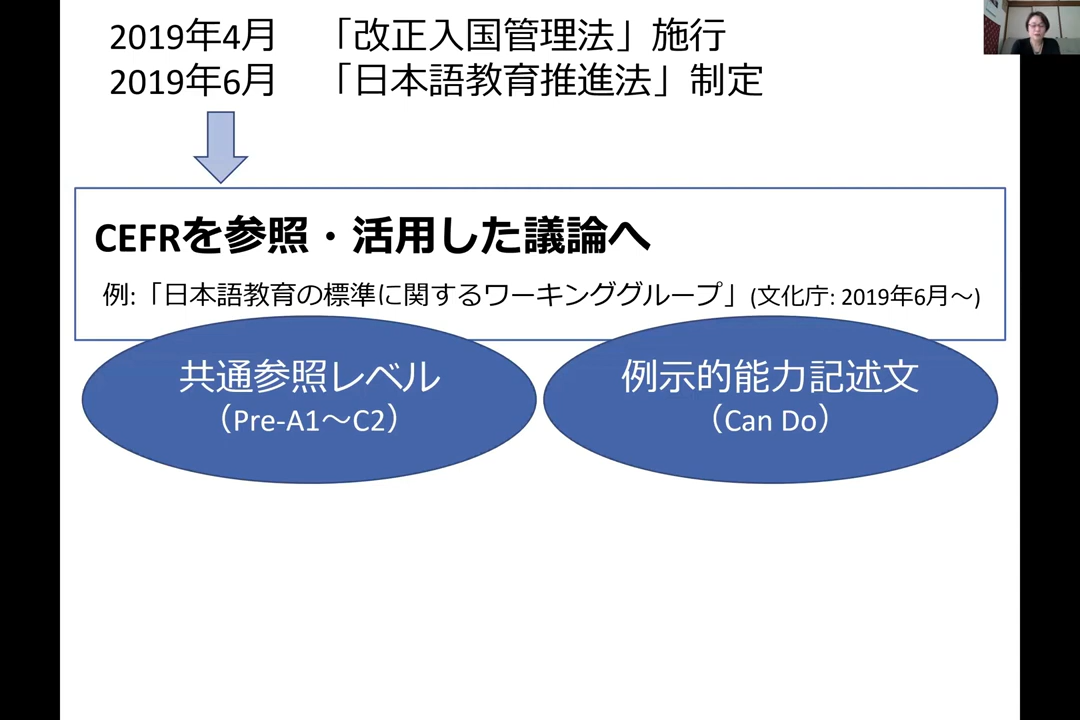 2019年4月　「改正入国管理法」施行
2019年6月　「日本語教育推進法」制定
CEFRを参照・活用した議論へ
例:「日本語教育の標準に関するワーキンググループ」(文化庁: 2019年6月～)
共通参照レベル
（Pre-A1～C2）
例示的能力記述文
（Can Do）